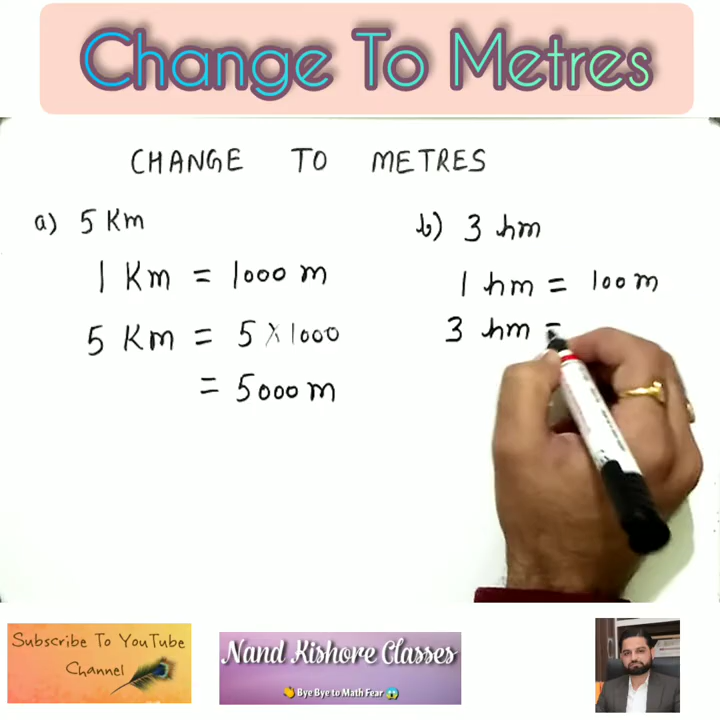 Change To Metres
CHANGE TO METRES
a) 5 Km
1 Km = 1000 m
5 Km = 5 × 1000
= 5000 m
b) 3 hm
1 hm = 100 m
3 hm =
Subscribe To YouTube
Channel
Nand Kishore Classes
👋 Bye Bye to Math Fear 😱